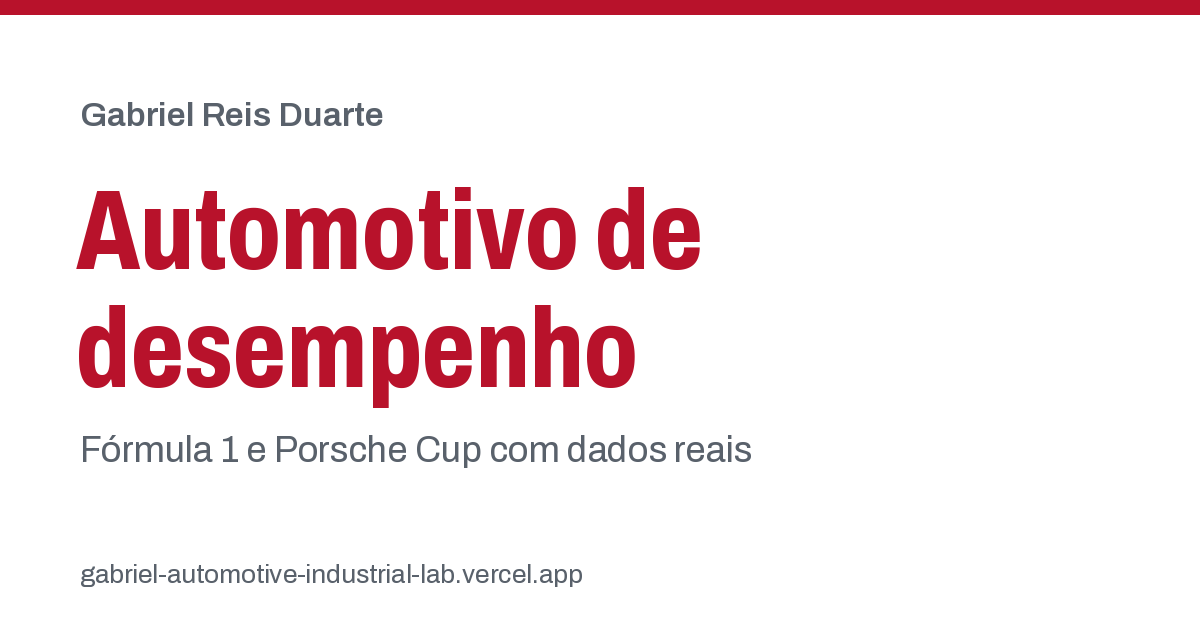 Gabriel Reis Duarte
Automotivo de
desempenho
Fórmula 1 e Porsche Cup com dados reais
gabriel-automotive-industrial-lab.vercel.app